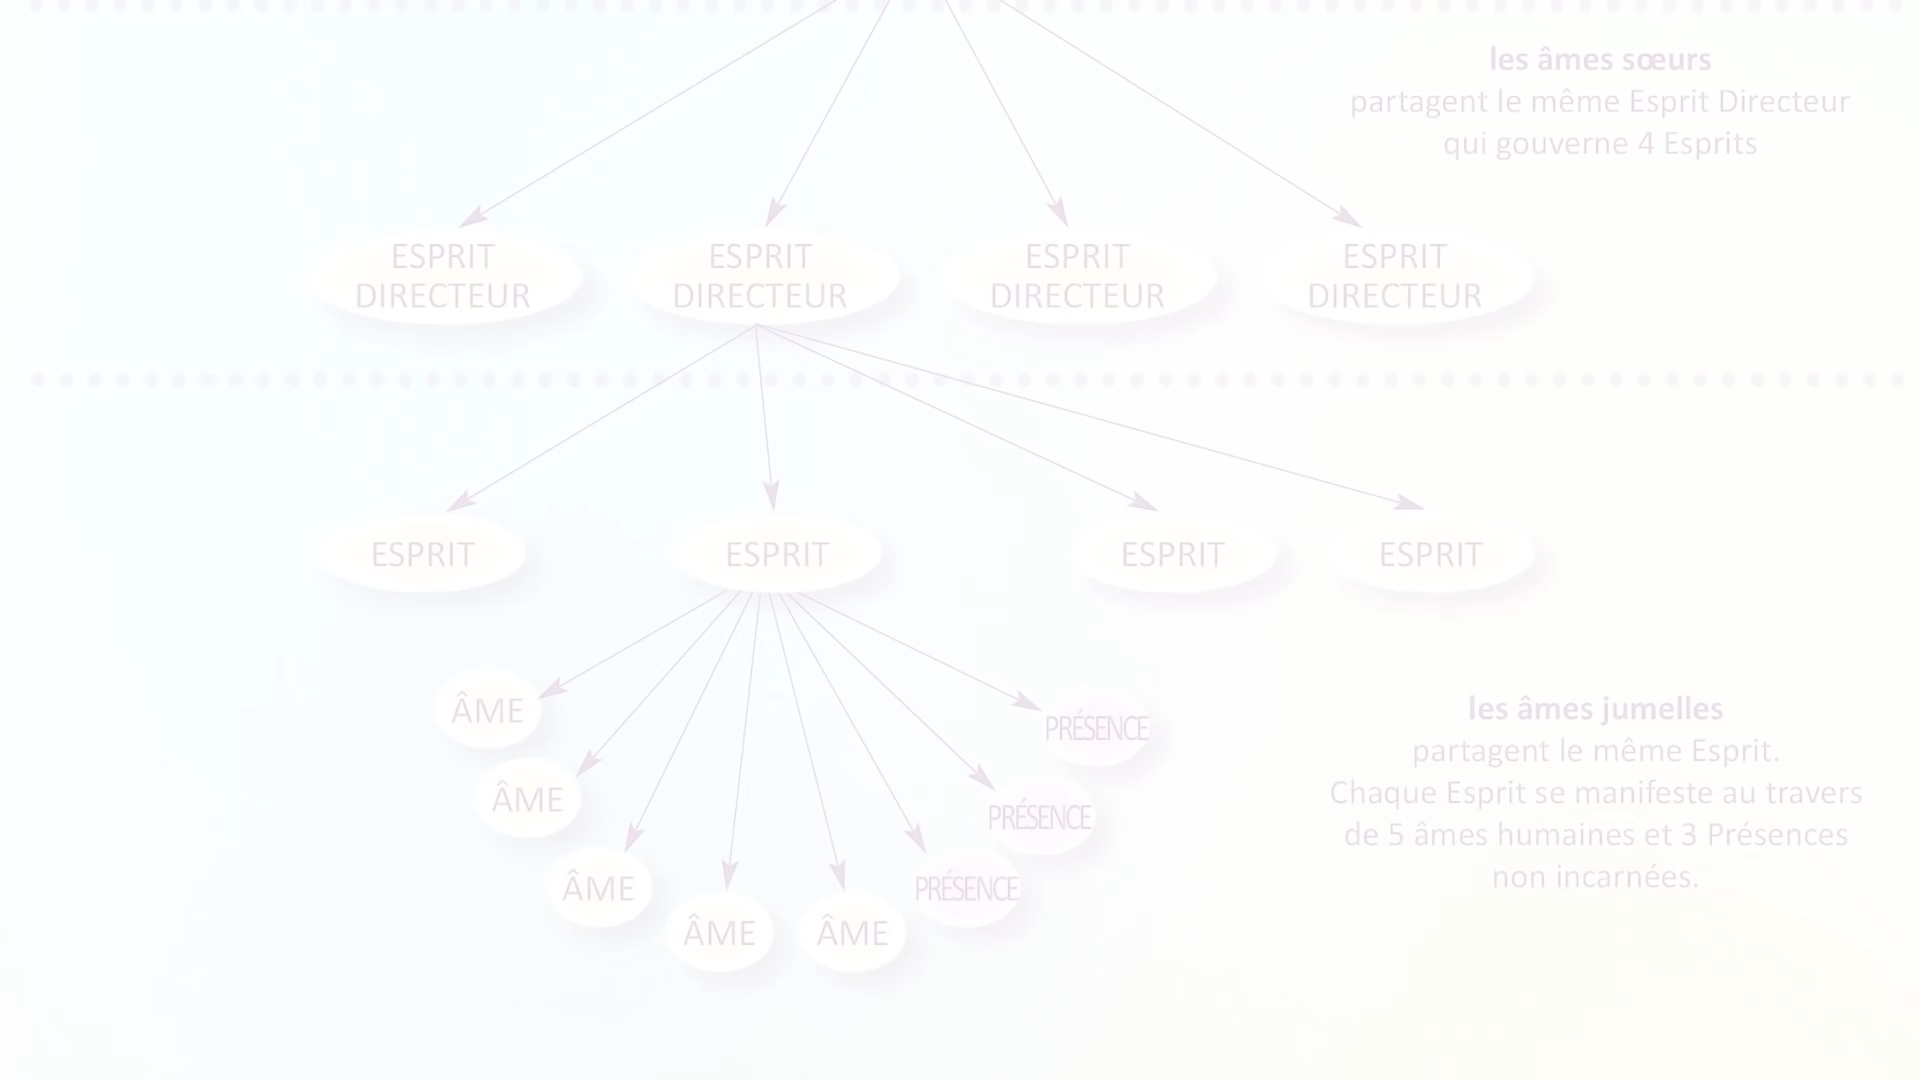 les âmes sœurs
partagent le même Esprit Directeur
qui gouverne 4 Esprits
ESPRIT
DIRECTEUR
ESPRIT
DIRECTEUR
ESPRIT
DIRECTEUR
ESPRIT
DIRECTEUR
ESPRIT
ESPRIT
ESPRIT
ESPRIT
ÂME
ÂME
ÂME
ÂME
ÂME
PRÉSENCE
PRÉSENCE
PRÉSENCE
les âmes jumelles
partagent le même Esprit.
Chaque Esprit se manifeste au travers
de 5 âmes humaines et 3 Présences
non incarnées.